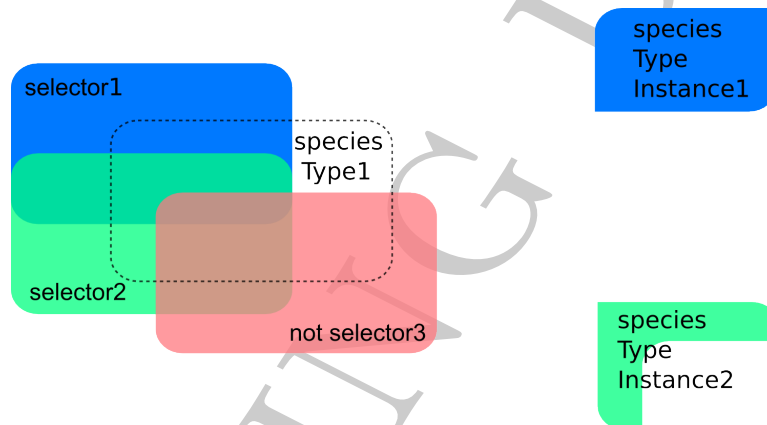 species
Type
Instance1
selector1
species
Type1
selector2
not selector3
species
Type
Instance2